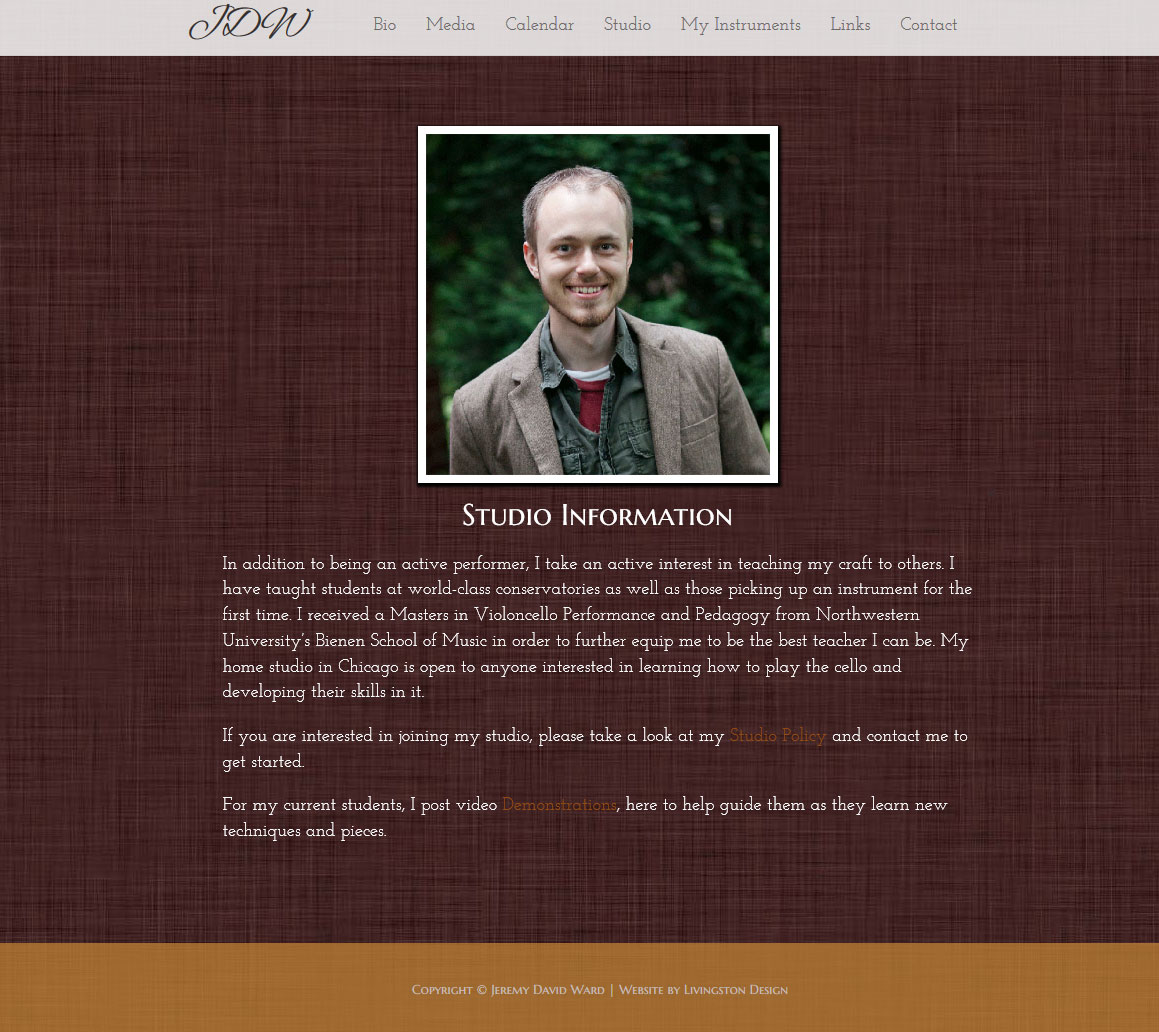 JDW Bio Media Calendar Studio My Instruments Links Contact
Studio Information
In addition to being an active performer, I take an active interest in teaching my craft to others. I
have taught students at world-class conservatories as well as those picking up an instrument for the
first time. I received a Masters in Violoncello Performance and Pedagogy from Northwestern
University's Bienen School of Music in order to further equip me to be the best teacher I can be. My
home studio in Chicago is open to anyone interested in learning how to play the cello and
developing their skills in it.
If you are interested in joining my studio, please take a look at my Studio Policy and contact me to
get started.
For my current students, I post video Demonstrations, here to help guide them as they learn new
techniques and pieces.
Copyright © Jeremy David Ward | Website by Livingston Design